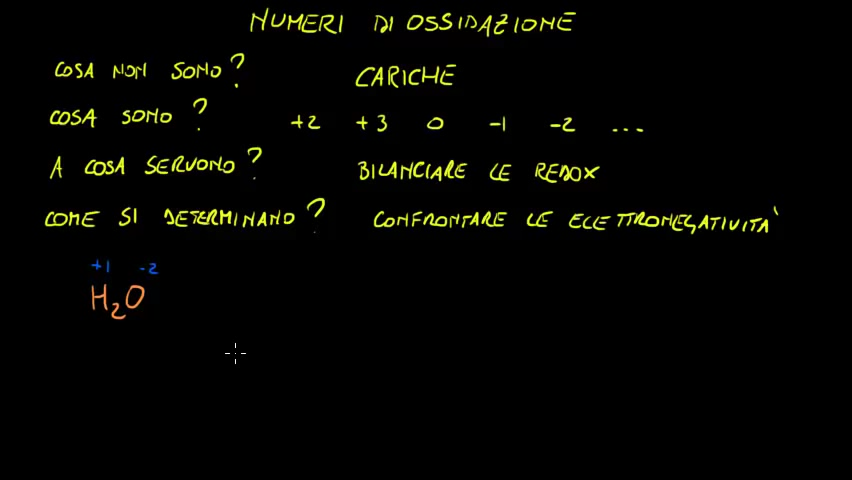 NUMERI DI OSSIDAZIONE
COSA NON SONO? CARICHE
COSA SONO? +2 +3 0 -1 -2 ...
A COSA SERVONO? BILANCIARE LE REDOX
COME SI DETERMINANO? CONFRONTARE LE ELETTRONEGATIVITÀ
+1 -2
H₂O